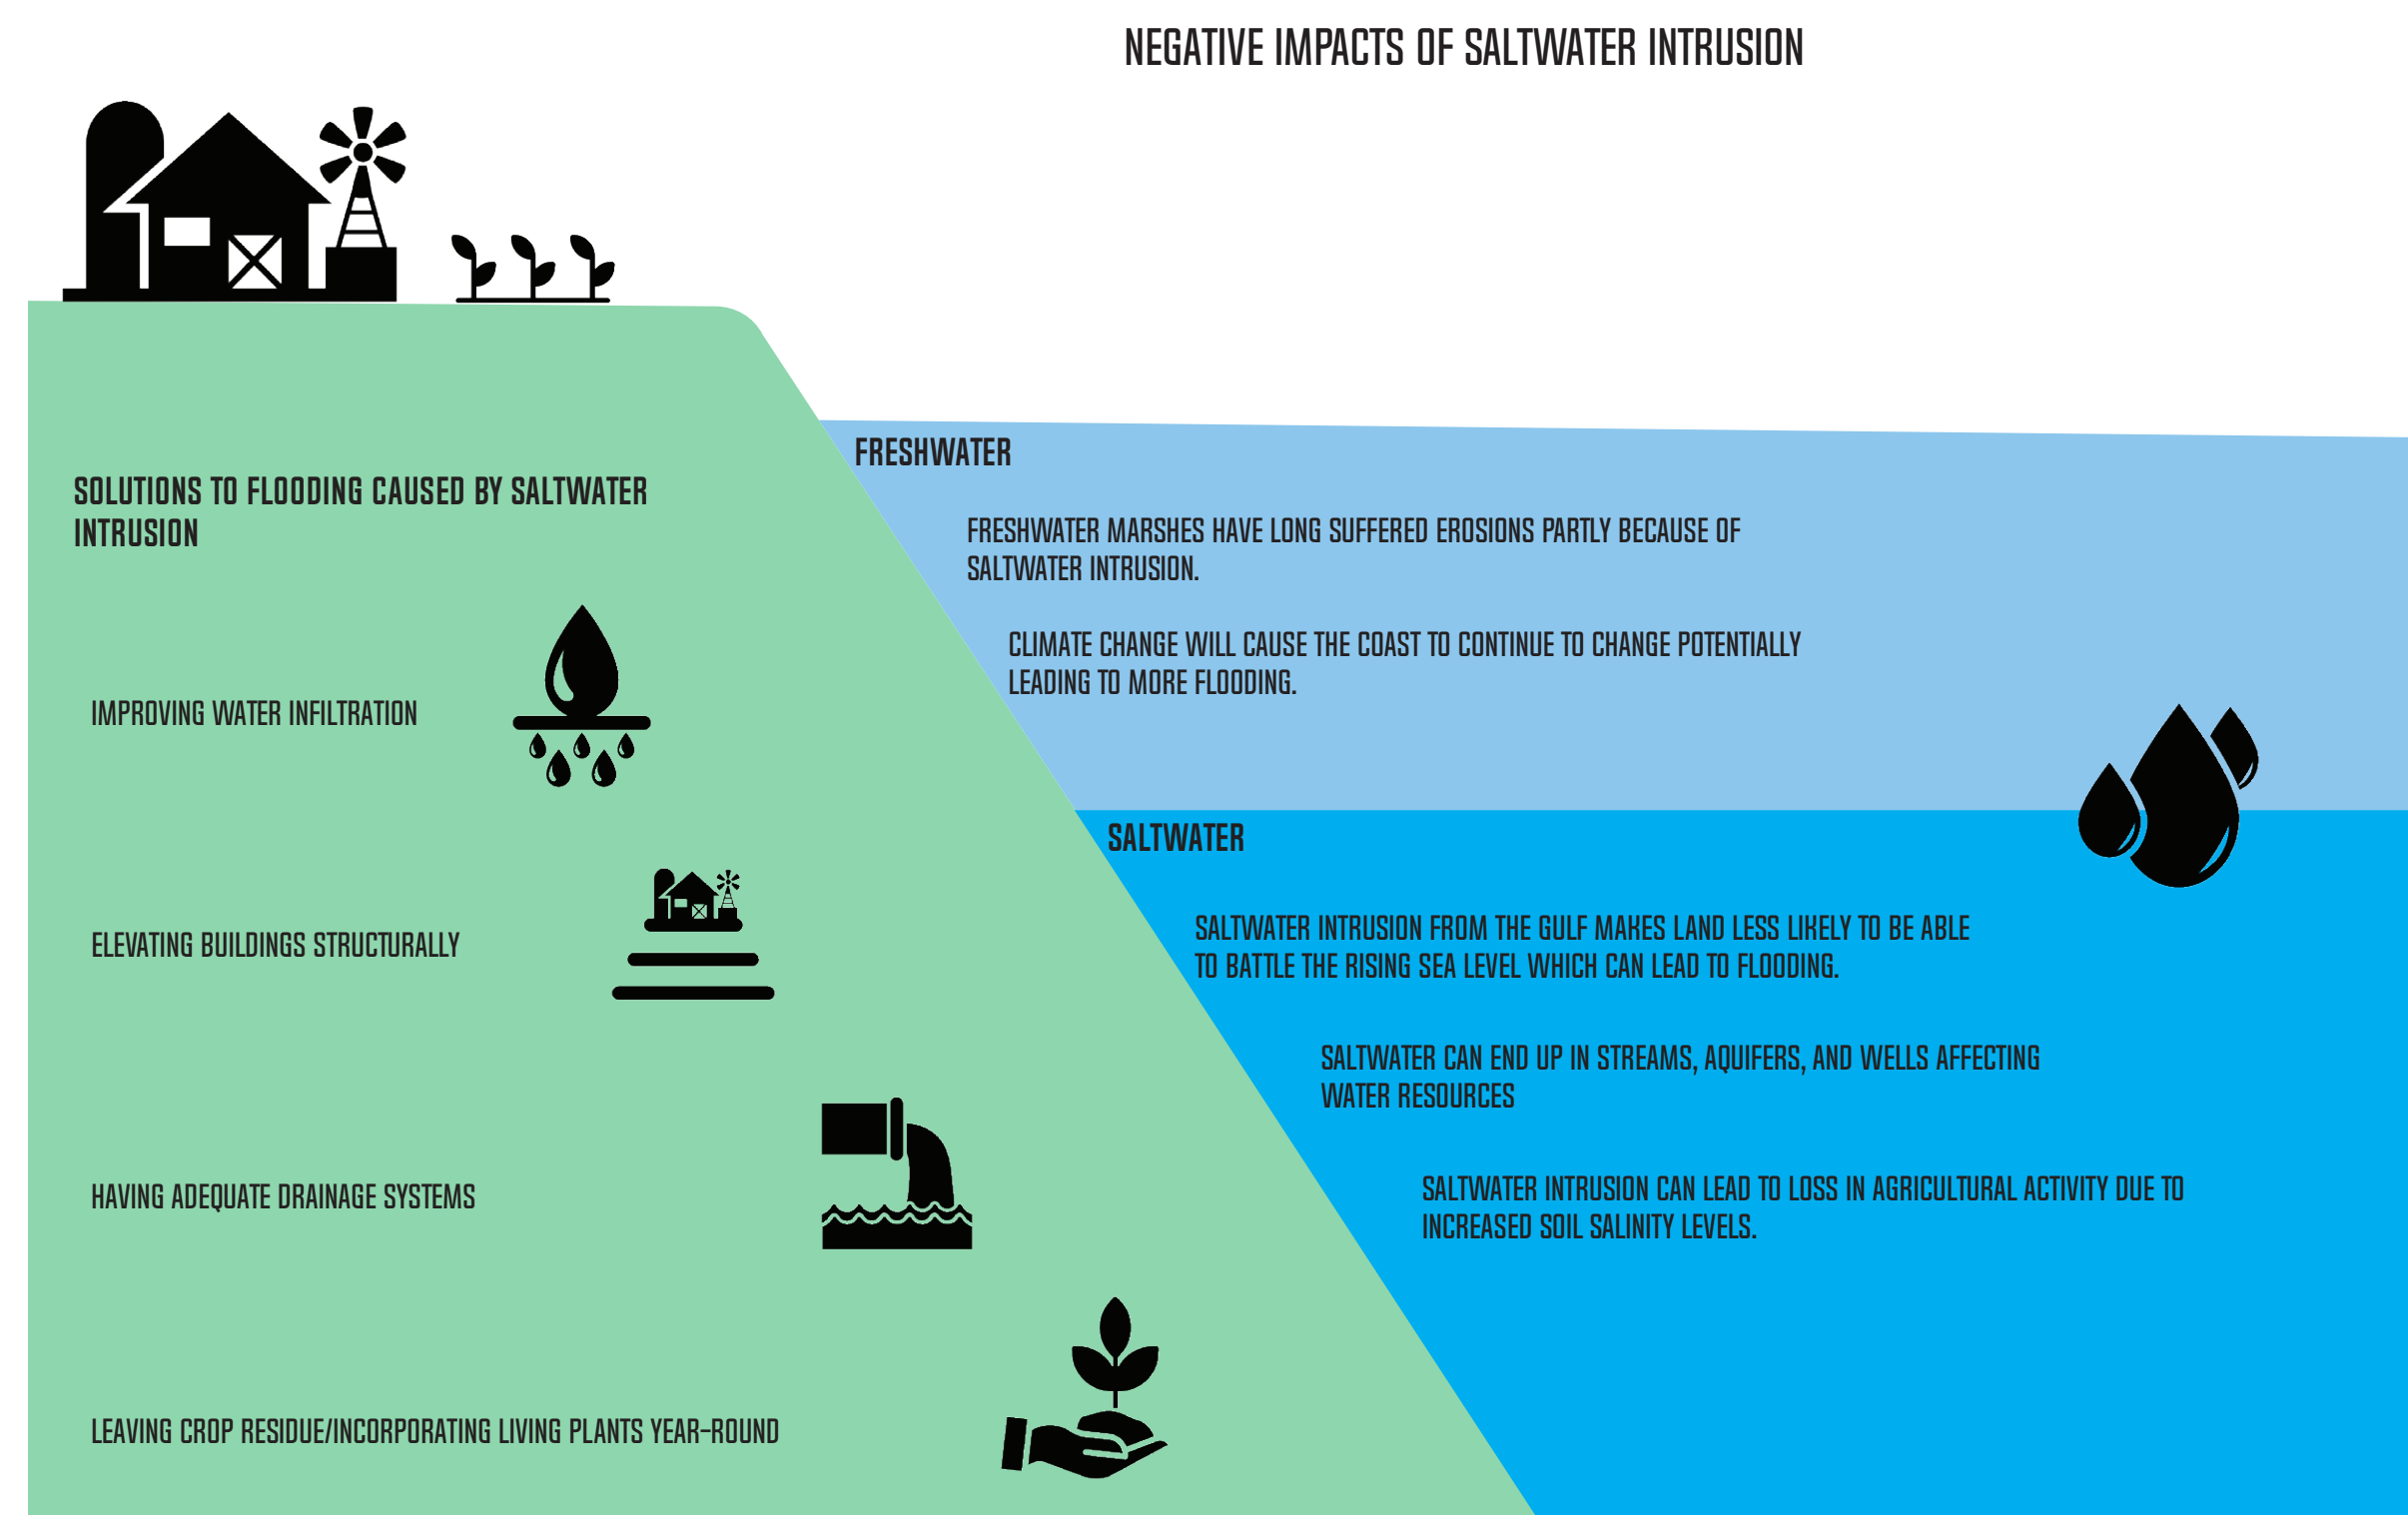 NEGATIVE IMPACTS OF SALTWATER INTRUSION
SOLUTIONS TO FLOODING CAUSED BY SALTWATER
INTRUSION
IMPROVING WATER INFILTRATION
ELEVATING BUILDINGS STRUCTURALLY
HAVING ADEQUATE DRAINAGE SYSTEMS
LEAVING CROP RESIDUE/INCORPORATING LIVING PLANTS YEAR-ROUND
FRESHWATER
FRESHWATER MARSHES HAVE LONG SUFFERED EROSIONS PARTLY BECAUSE OF
SALTWATER INTRUSION.
CLIMATE CHANGE WILL CAUSE THE COAST TO CONTINUE TO CHANGE POTENTIALLY
LEADING TO MORE FLOODING.
SALTWATER
SALTWATER INTRUSION FROM THE GULF MAKES LAND LESS LIKELY TO BE ABLE
TO BATTLE THE RISING SEA LEVEL WHICH CAN LEAD TO FLOODING.
SALTWATER CAN END UP IN STREAMS, AQUIFERS, AND WELLS AFFECTING
WATER RESOURCES
SALTWATER INTRUSION CAN LEAD TO LOSS IN AGRICULTURAL ACTIVITY DUE TO
INCREASED SOIL SALINITY LEVELS.